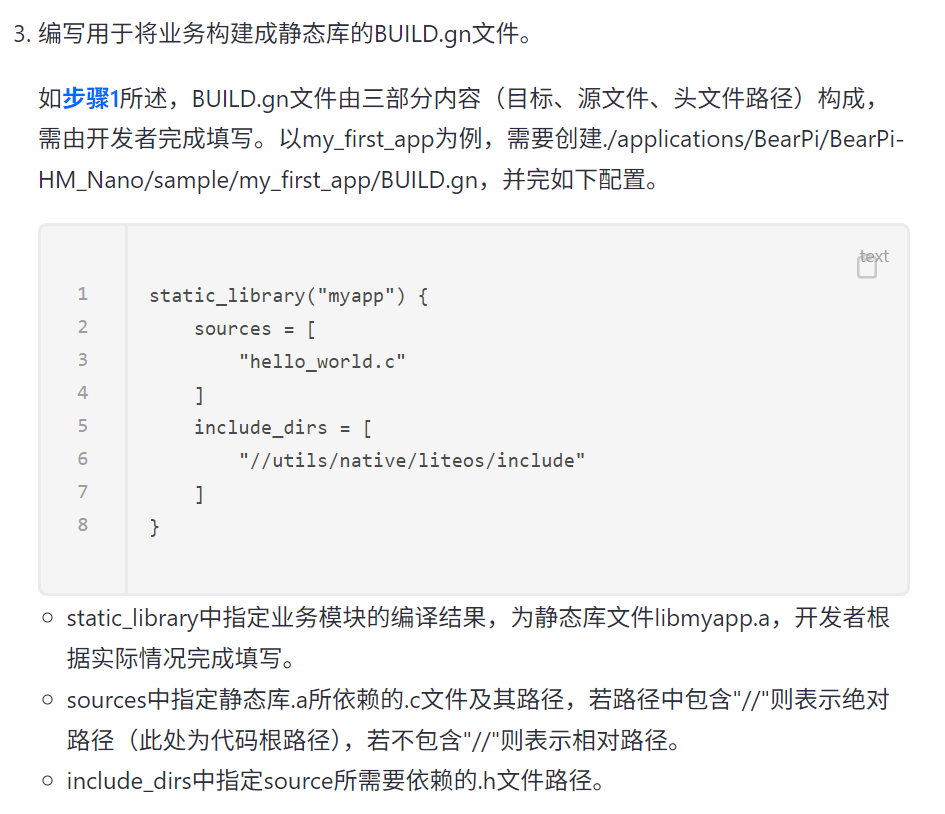 3. 编写用于将业务构建成静态库的BUILD.gn文件。
如步骤1所述，BUILD.gn文件由三部分内容（目标、源文件、头文件路径）构成，
需由开发者完成填写。以my_first_app为例，需要创建./applications/BearPi/BearPi-
HM_Nano/sample/my_first_app/BUILD.gn，并完如下配置。
text
1 static_library("myapp") {
2     sources = [
3         "hello_world.c"
4     ]
5     include_dirs = [
6         "//utils/native/liteos/include"
7     ]
8 }
○ static_library中指定业务模块的编译结果，为静态库文件libmyapp.a，开发者根
据实际情况完成填写。
○ sources中指定静态库.a所依赖的.c文件及其路径，若路径中包含"//"则表示绝对
路径（此处为代码根路径），若不包含"//"则表示相对路径。
○ include_dirs中指定source所需要依赖的.h文件路径。